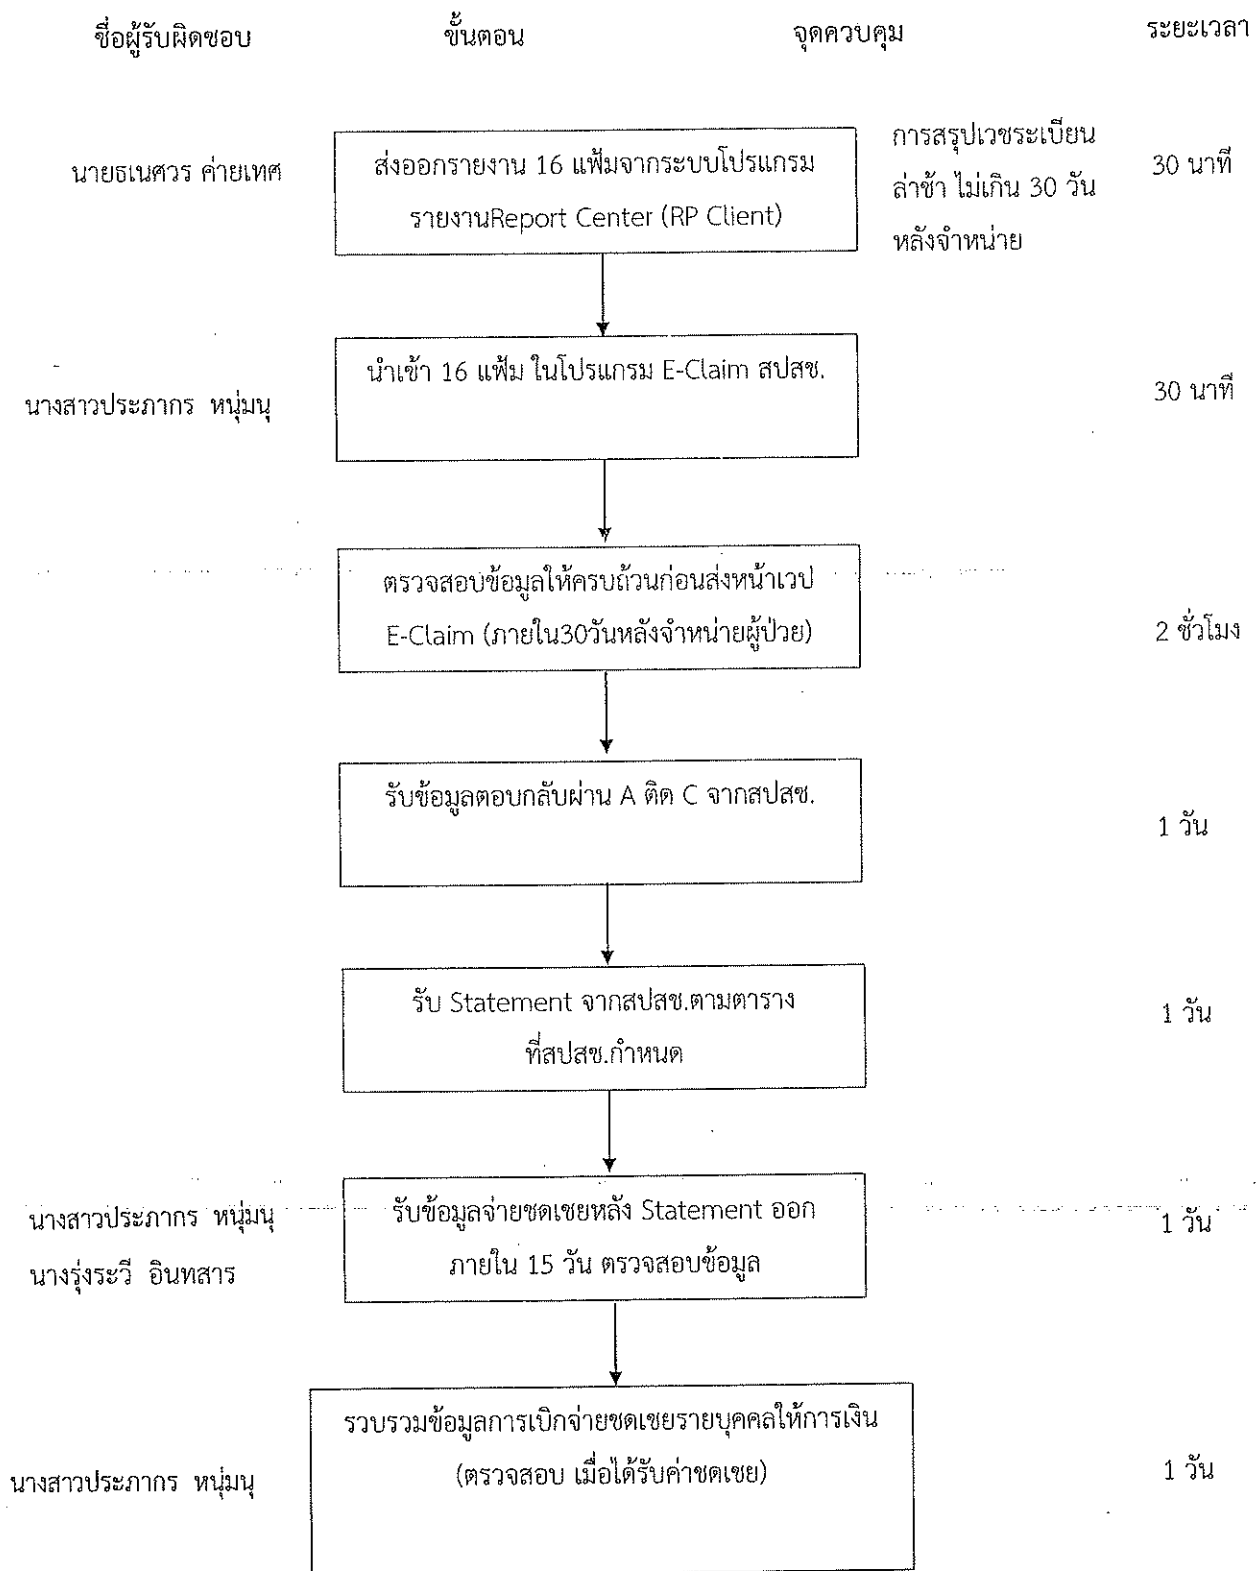 ชื่อผู้รับผิดชอบ ขั้นตอน จุดควบคุม ระยะเวลา
นายธเนศวร ค่ายเทศ
ส่งออกรายงาน 16 แฟ้มจากระบบโปรแกรม
รายงานReport Center (RP Client)
การสรุปเวชระเบียน
ล่าช้า ไม่เกิน 30 วัน
หลังจำหน่าย
30 นาที
นางสาวประภากร หนุ่มนุ
นำเข้า 16 แฟ้ม ในโปรแกรม E-Claim สปสช.
30 นาที
ตรวจสอบข้อมูลให้ครบถ้วนก่อนส่งหน้าเวป
E-Claim (ภายใน30วันหลังจำหน่ายผู้ป่วย)
2 ชั่วโมง
รับข้อมูลตอบกลับผ่าน A ติด C จากสปสช.
1 วัน
รับ Statement จากสปสช.ตามตาราง
ที่สปสช.กำหนด
1 วัน
นางสาวประภากร หนุ่มนุ
นางรุ่งระวี อินทสาร
รับข้อมูลจ่ายชดเชยหลัง Statement ออก
ภายใน 15 วัน ตรวจสอบข้อมูล
1 วัน
นางสาวประภากร หนุ่มนุ
รวบรวมข้อมูลการเบิกจ่ายชดเชยรายบุคคลให้การเงิน
(ตรวจสอบ เมื่อได้รับค่าชดเชย)
1 วัน